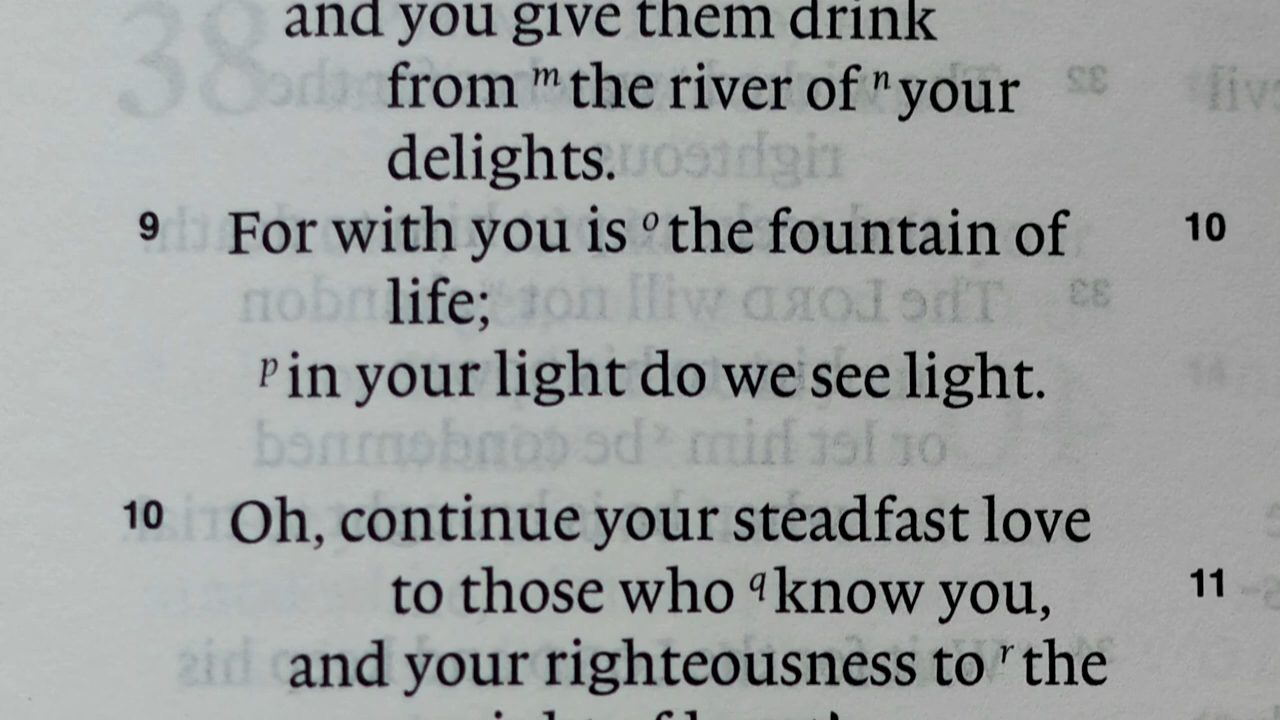 and you give them drink
from m the river of n your
delights.
9 For with you is o the fountain of 10
life;
p in your light do we see light.
10 Oh, continue your steadfast love
to those who q know you, 11
and your righteousness to r the